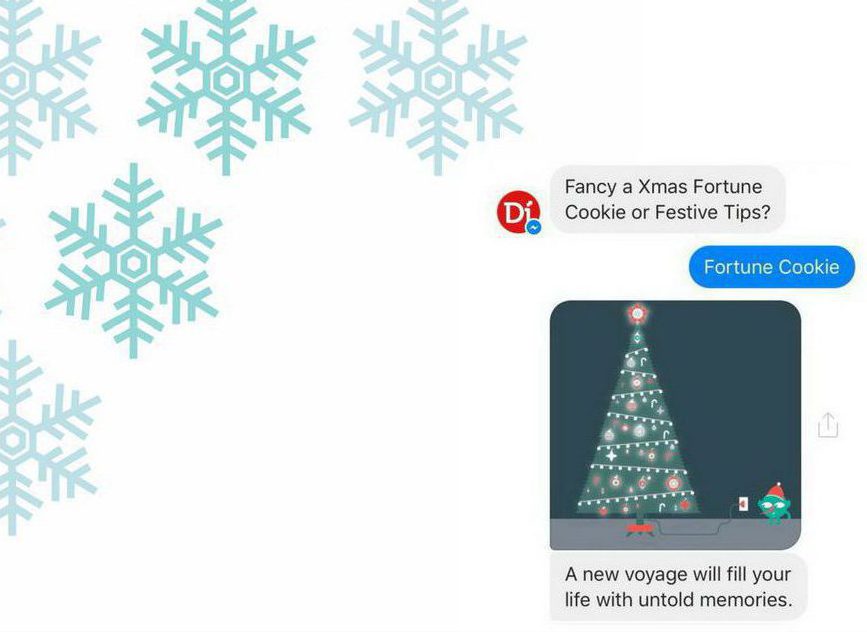 Fancy a Xmas Fortune
Cookie or Festive Tips?
Di
Fortune Cookie
A new voyage will fill your
life with untold memories.